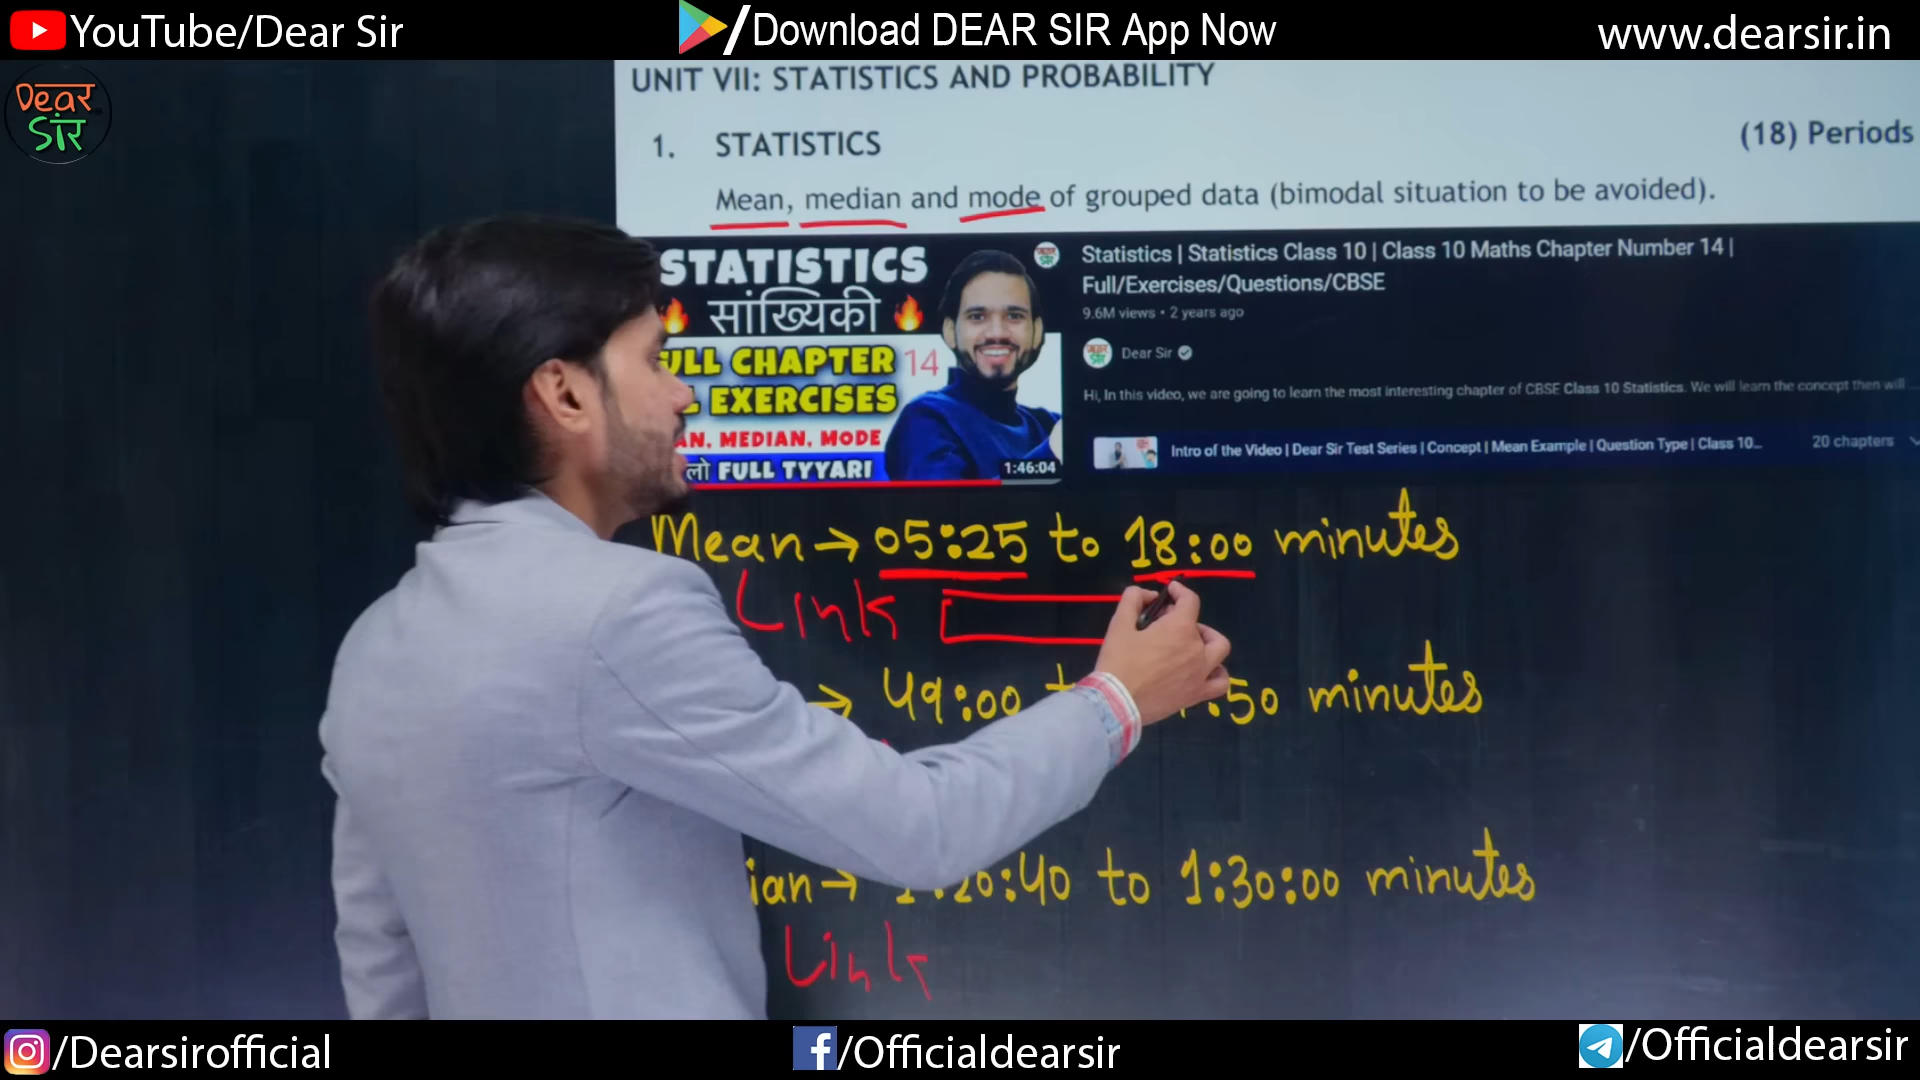 YouTube/Dear Sir
/Download DEAR SIR App Now
www.dearsir.in
Dear
सिर
UNIT VII: STATISTICS AND PROBABILITY
1. STATISTICS
(18) Periods
Mean, median and mode of grouped data (bimodal situation to be avoided).
STATISTICS
सांख्यिकी
FULL CHAPTER 14
EXERCISES
MEDIAN, MODE
FULL TYYARI
1:46:04
Statistics | Statistics Class 10 | Class 10 Maths Chapter Number 14 |
Full/Exercises/Questions/CBSE
9.6M views • 2 years ago
Dear Sir
Hi, In this video, we are going to learn the most interesting chapter of CBSE Class 10 Statistics. We will learn the concept then will ...
Intro of the Video | Dear Sir Test Series | Concept | Mean Example | Question Type | Class 10...
20 chapters
Mean → 05:25 to 18:00 minutes
Link
→ 49:00 :50 minutes
ian → :20:40 to 1:30:00 minutes
Link
/Dearsirofficial
/Officialdearsir
/Officialdearsir